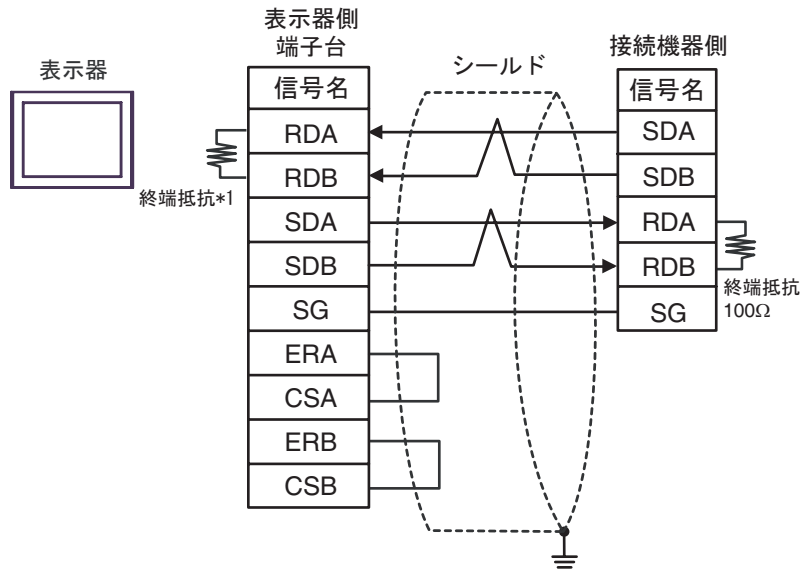 表示器
表示器側
端子台
信号名
RDA
RDB
SDA
SDB
SG
ERA
CSA
ERB
CSB
終端抵抗*1
シールド
接続機器側
信号名
SDA
SDB
RDA
RDB
SG
終端抵抗
100Ω